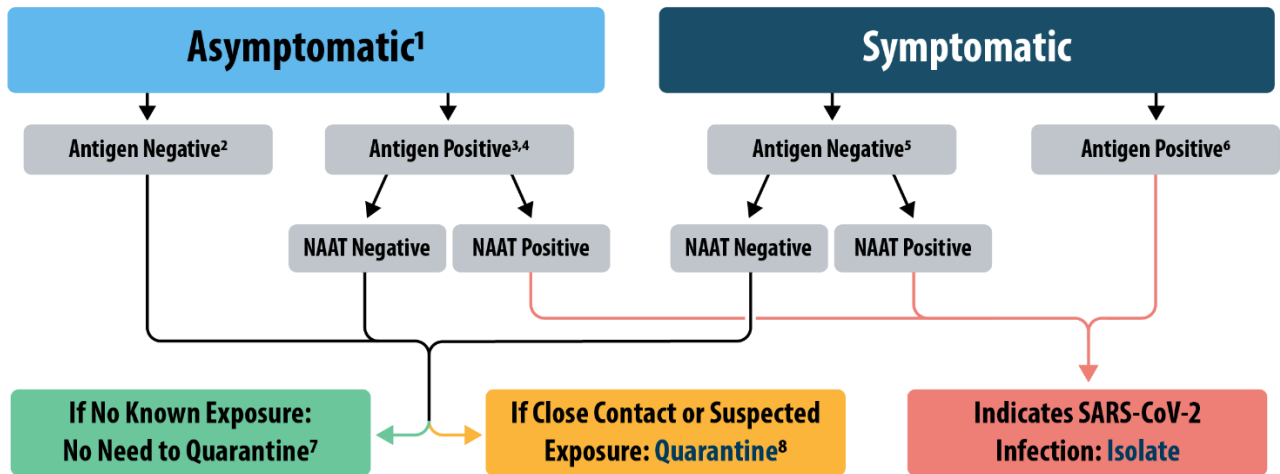 Asymptomatic¹
Symptomatic
Antigen Negative²
Antigen Positive³,⁴
Antigen Negative⁵
Antigen Positive⁶
NAAT Negative
NAAT Positive
NAAT Negative
NAAT Positive
If No Known Exposure:
No Need to Quarantine⁷
If Close Contact or Suspected
Exposure: Quarantine⁸
Indicates SARS-CoV-2
Infection: Isolate